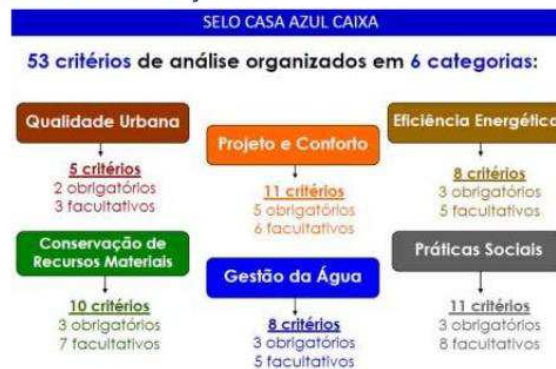 SELO CASA AZUL CAIXA
53 critérios de análise organizados em 6 categorias:
Qualidade Urbana
5 critérios
2 obrigatórios
3 facultativos
Projeto e Conforto
11 critérios
5 obrigatórios
6 facultativos
Eficiência Energética
8 critérios
3 obrigatórios
5 facultativos
Conservação de
Recursos Materiais
10 critérios
3 obrigatórios
7 facultativos
Gestão da Água
8 critérios
3 obrigatórios
5 facultativos
Práticas Sociais
11 critérios
3 obrigatórios
8 facultativos